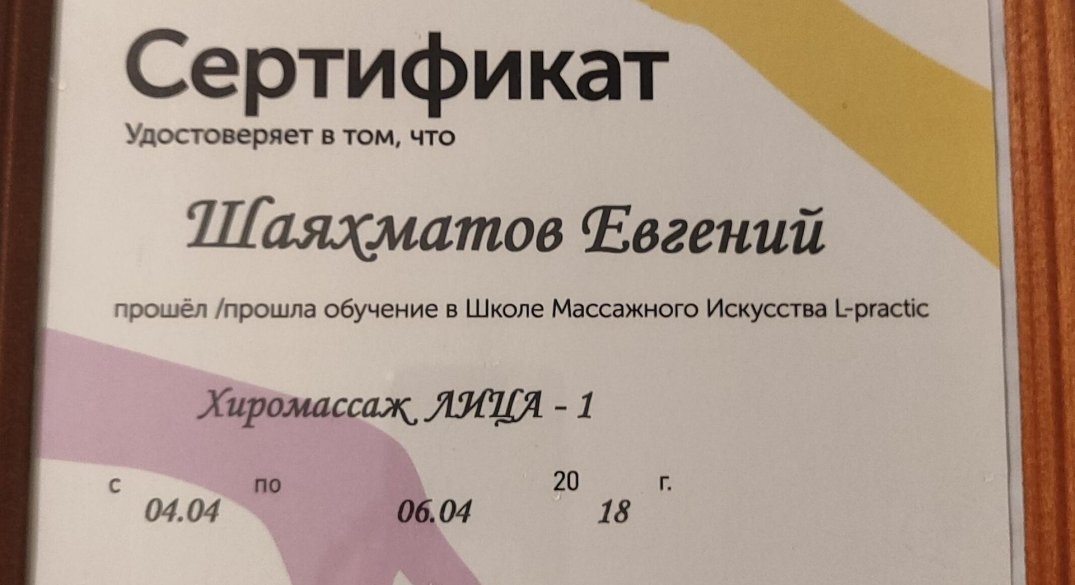 Сертификат
Удостоверяет в том, что
Шаяхматов Евгений
прошёл /прошла обучение в Школе Массажного Искусства L-practic
Хиромассаж ЛИЦА - 1
с 04.04 по 06.04 20 18 г.